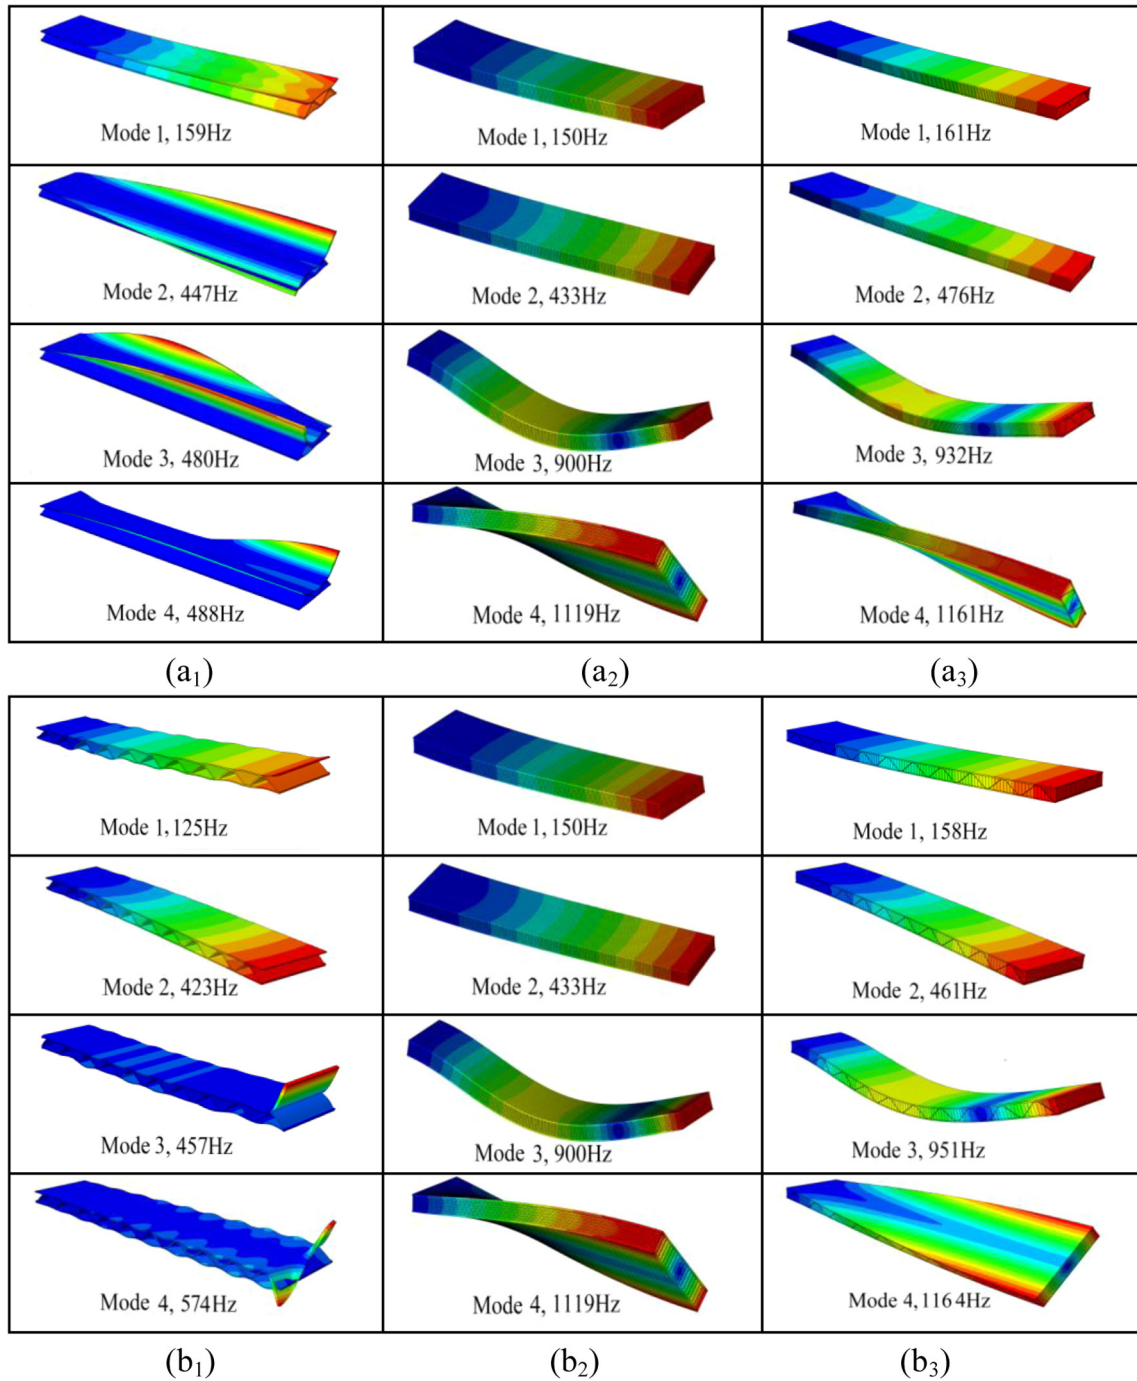 Mode 1, 159Hz
Mode 1, 150Hz
Mode 1, 161Hz
Mode 2, 447Hz
Mode 2, 433Hz
Mode 2, 476Hz
Mode 3, 480Hz
Mode 3, 900Hz
Mode 3, 932Hz
Mode 4, 488Hz
Mode 4, 1119Hz
Mode 4, 1161Hz
(a₁)
(a₂)
(a₃)
Mode 1, 125Hz
Mode 1, 150Hz
Mode 1, 158Hz
Mode 2, 423Hz
Mode 2, 433Hz
Mode 2, 461Hz
Mode 3, 457Hz
Mode 3, 900Hz
Mode 3, 951Hz
Mode 4, 574Hz
Mode 4, 1119Hz
Mode 4, 1164Hz
(b₁)
(b₂)
(b₃)